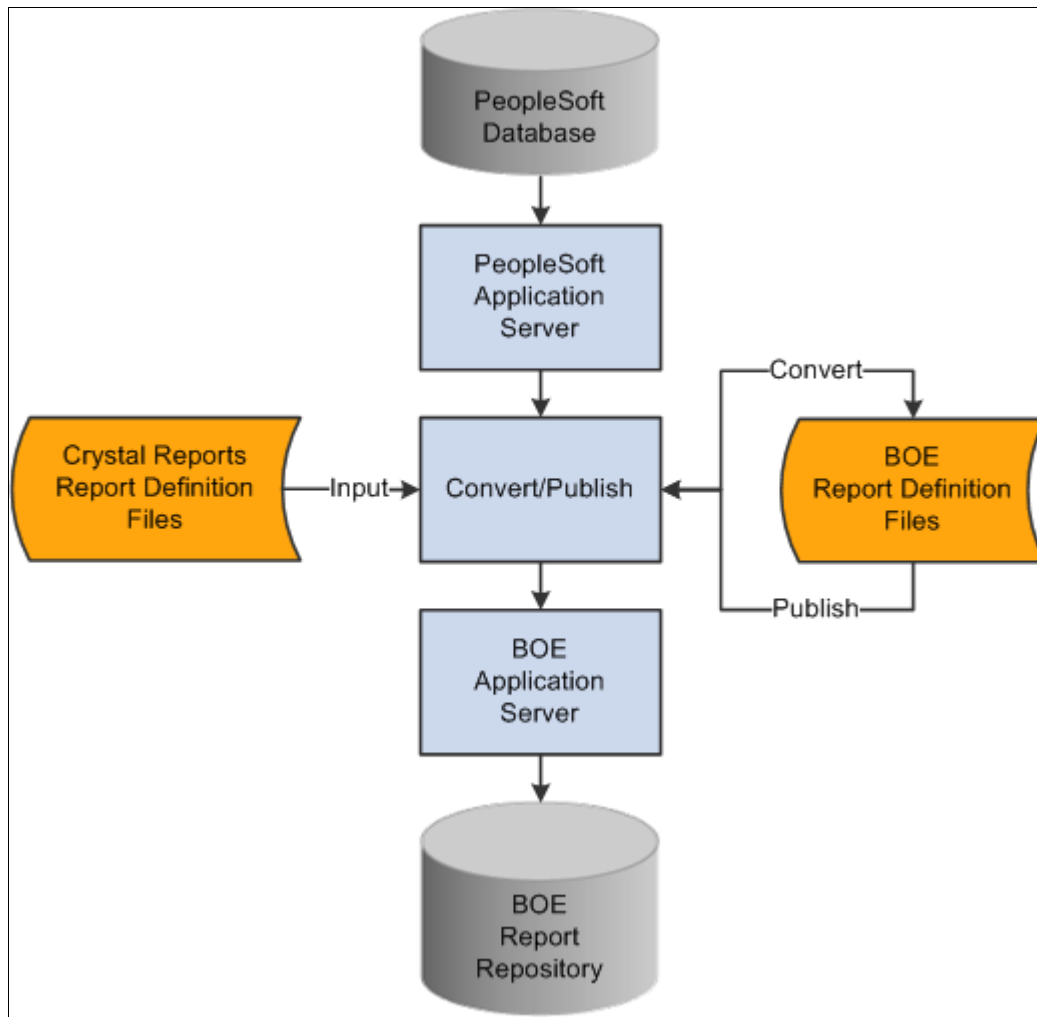 PeopleSoft
Database
PeopleSoft
Application
Server
Convert
Crystal Reports
Report Definition
Files
Input
Convert/Publish
BOE
Report Definition
Files
Publish
BOE
Application
Server
BOE
Report
Repository